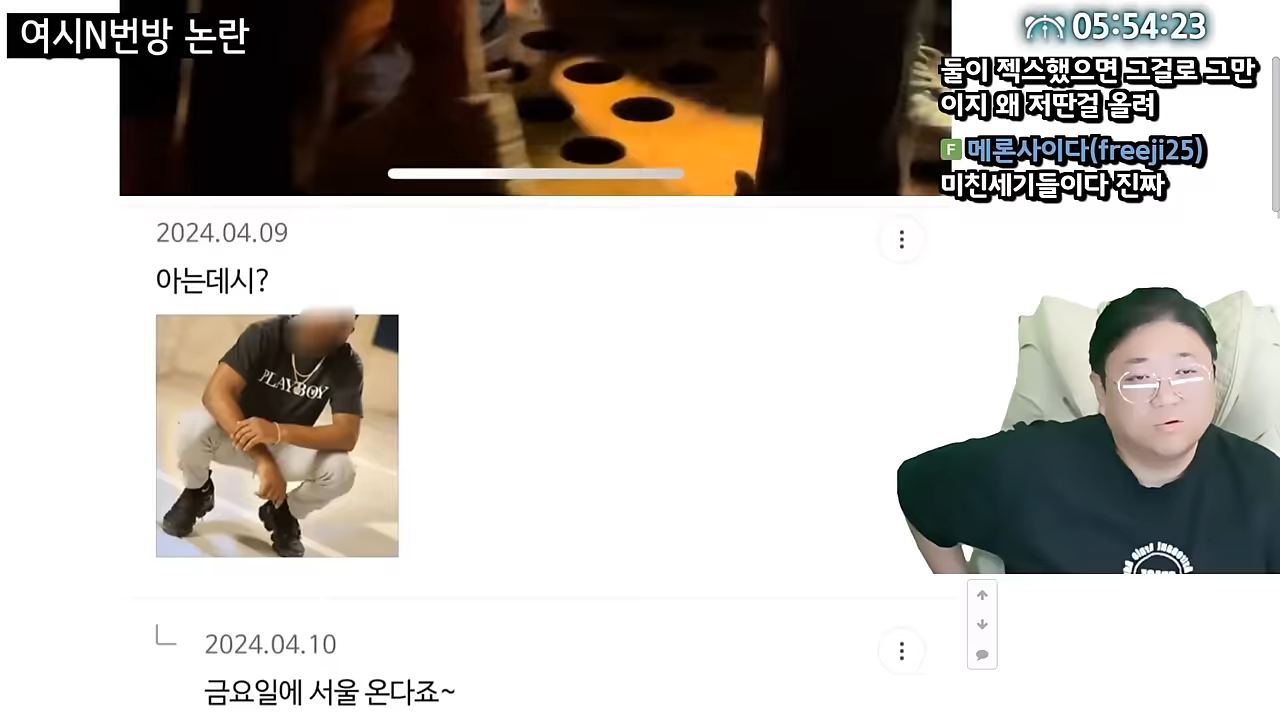 여시N번방 논란
05:54:23
둘이 젝스했으면 그걸로 그만
이지 왜 저딴걸 올려
F 메론사이다(freeji25)
미친세기들이다 진짜
2024.04.09
아는데시?
PLAYBOY
2024.04.10
금요일에 서울 온다죠~